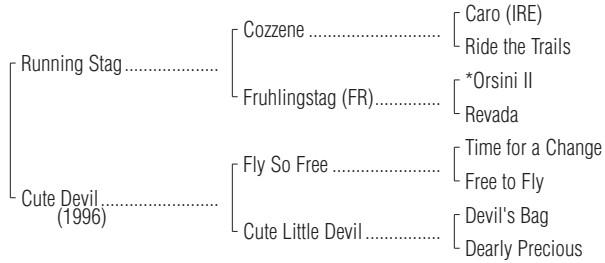 Caro (IRE)
Cozzene ........................
Ride the Trails
Running Stag....................
*Orsini II
Fruhlingstag (FR)..............
Revada
Time for a Change
Fly So Free ....................
Free to Fly
Cute Devil.........................
(1996)
Devil's Bag
Cute Little Devil................
Dearly Precious